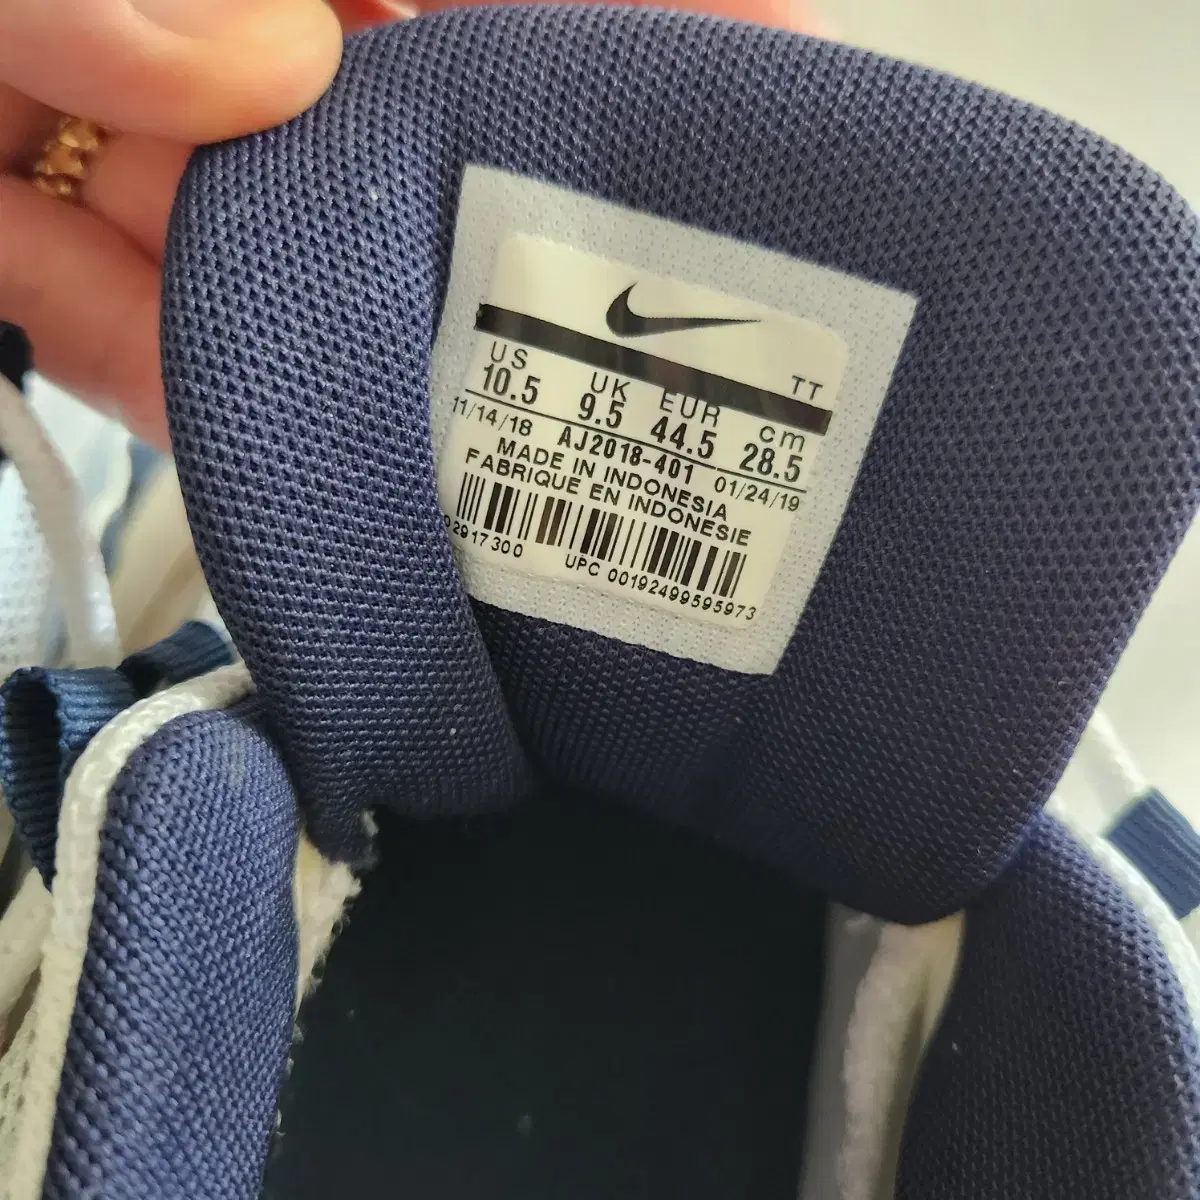 TT
US UK EUR cm
10.5 9.5 44.5 28.5
11/14/18 AJ2018-401 01/24/19
MADE IN INDONESIA
FABRIQUE EN INDONESIE
02917300 UPC 00192499595973